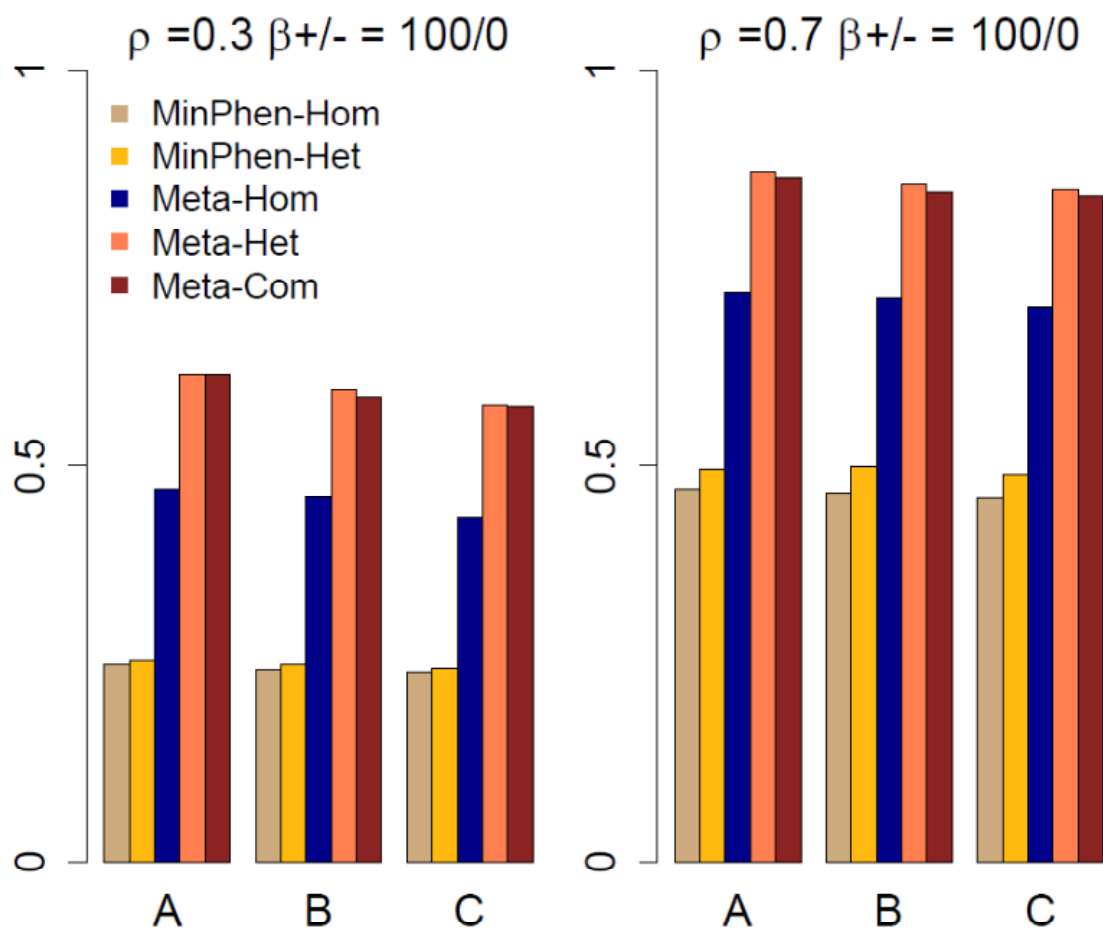 ρ =0.3 β+/- = 100/0
1
0.5
0
MinPhen-Hom
MinPhen-Het
Meta-Hom
Meta-Het
Meta-Com
A B C
ρ =0.7 β+/- = 100/0
1
0.5
0
A B C